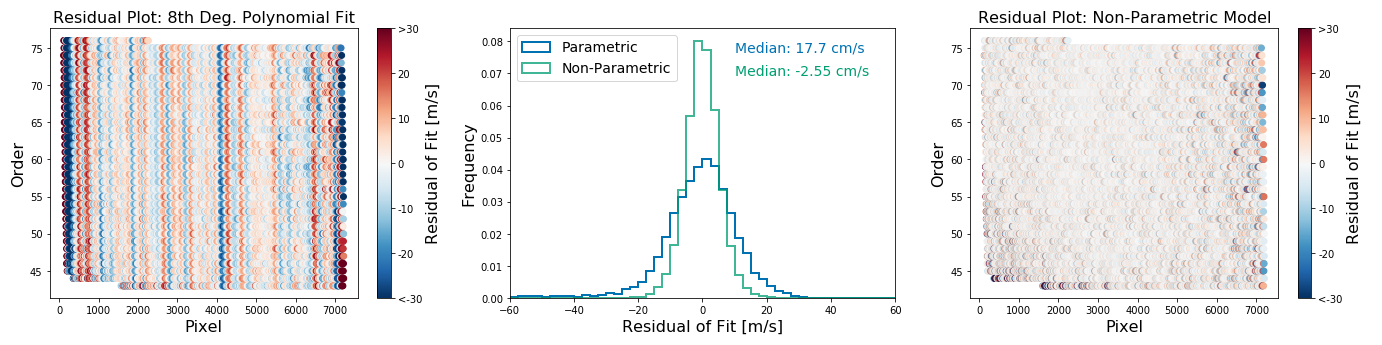 Residual Plot: 8th Deg. Polynomial Fit
75
70
65
60
55
50
45
Order
0 1000 2000 3000 4000 5000 6000 7000
Pixel
>30
20
10
0
-10
-20
<-30
Residual of Fit [m/s]
Parametric
Non-Parametric
Median: 17.7 cm/s
Median: -2.55 cm/s
0.08
0.07
0.06
0.05
0.04
0.03
0.02
0.01
0.00
Frequency
−60 −40 −20 0 20 40 60
Residual of Fit [m/s]
Residual Plot: Non-Parametric Model
75
70
65
60
55
50
45
Order
0 1000 2000 3000 4000 5000 6000 7000
Pixel
>30
20
10
0
-10
-20
<-30
Residual of Fit [m/s]